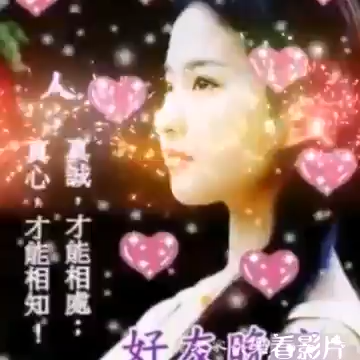 人
真誠，才能相處…
真心，才能相知！
好友晚
看影片